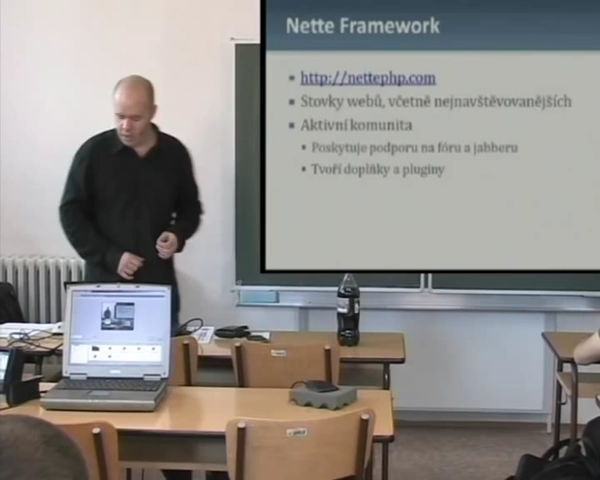 Nette Framework
http://nettephp.com
Stovky webů, včetně nejnavštěvovanějších
Aktivní komunita
Poskytuje podporu na fóru a jabberu
Tvoří doplňky a pluginy